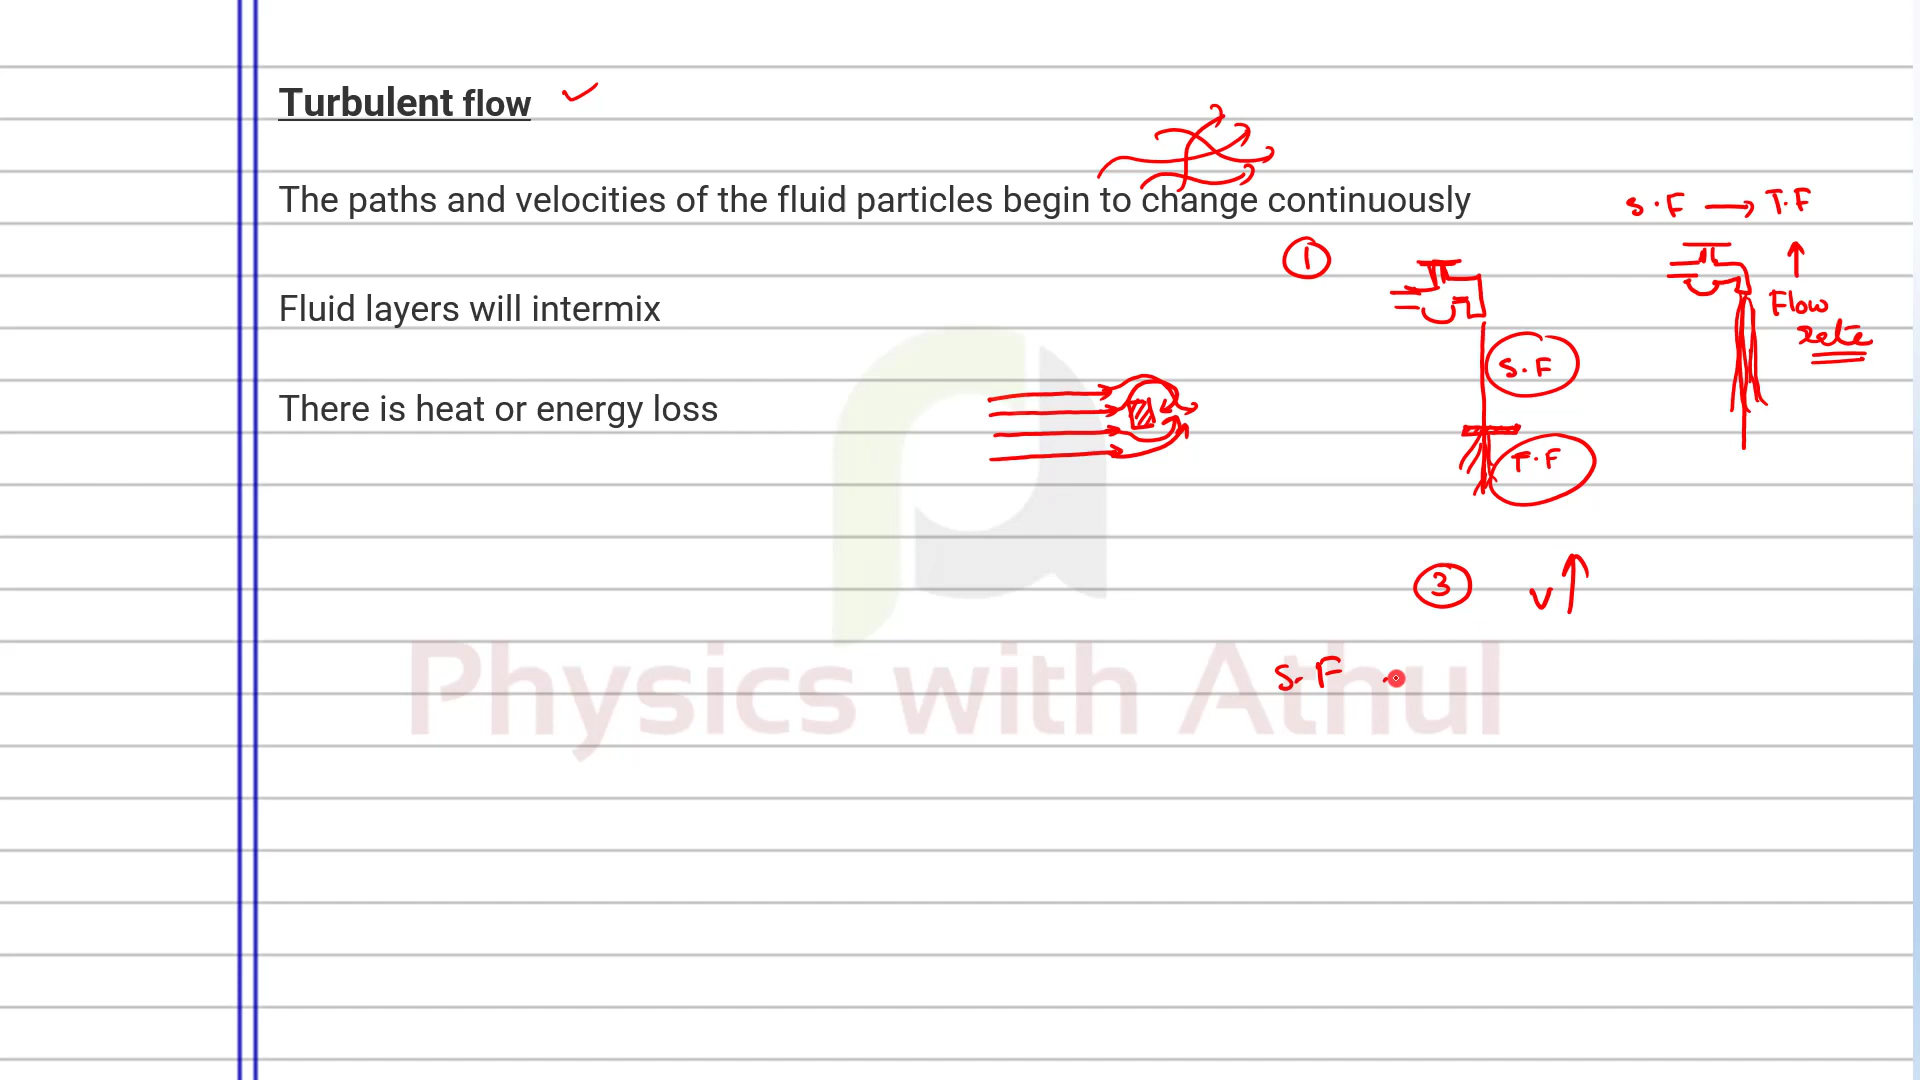 Turbulent flow
The paths and velocities of the fluid particles begin to change continuously
S.F → T.F
①
Flow
rate
Fluid layers will intermix
S.F
There is heat or energy loss
T.F
③ v↑
S.F
Physics with Athul